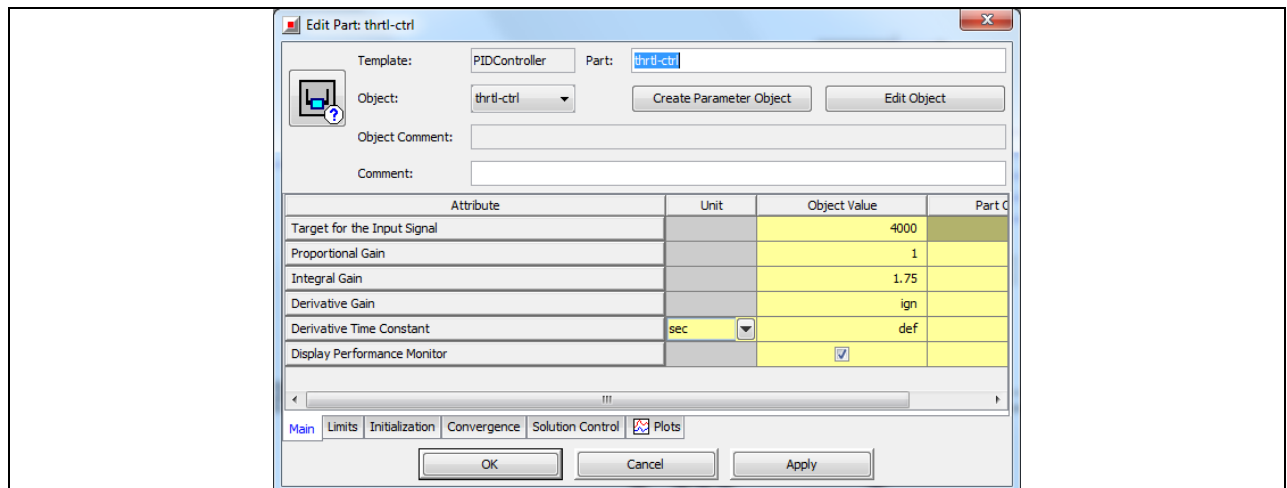 Edit Part: thrtl-ctrl
Template: PIDController Part: thrtl-ctrl
Object: thrtl-ctrl Create Parameter Object Edit Object
Object Comment:
Comment:
Attribute Unit Object Value Part O
Target for the Input Signal 4000
Proportional Gain 1
Integral Gain 1.75
Derivative Gain ign
Derivative Time Constant sec def
Display Performance Monitor
Main Limits Initialization Convergence Solution Control Plots
OK Cancel Apply